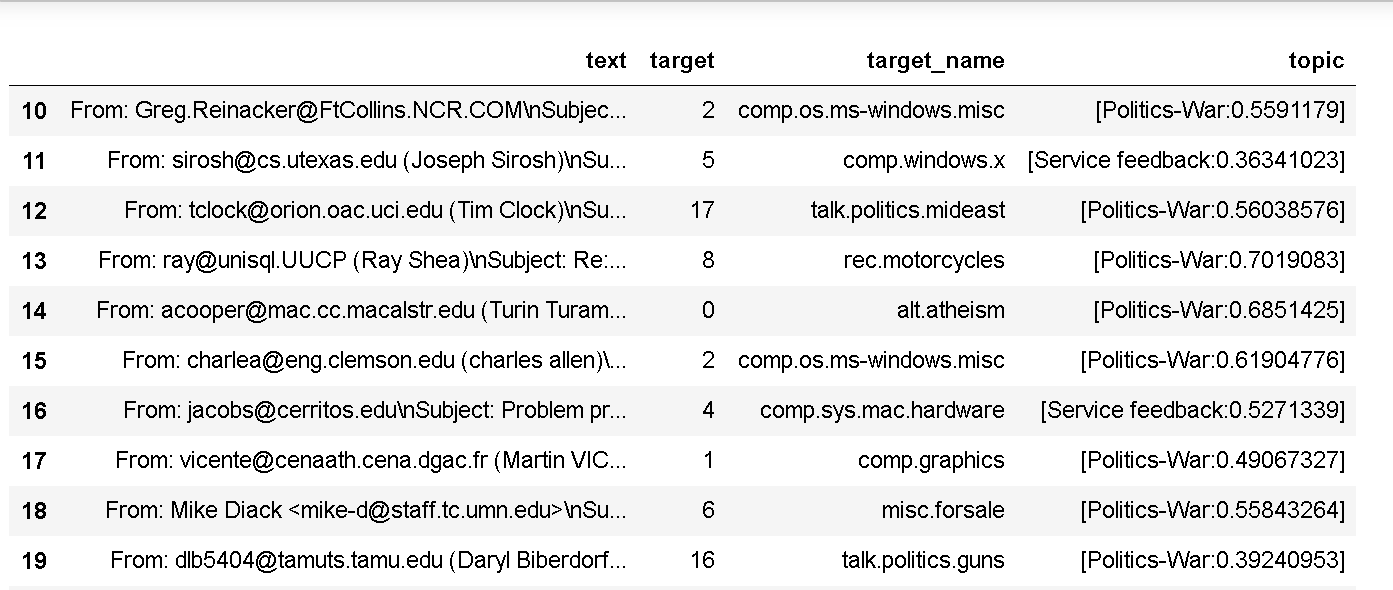 text target target_name topic
10 From: Greg.Reinacker@FtCollins.NCR.COM\nSubjec... 2 comp.os.ms-windows.misc [Politics-War:0.5591179]
11 From: sirosh@cs.utexas.edu (Joseph Sirosh)\nSu... 5 comp.windows.x [Service feedback:0.36341023]
12 From: tclock@orion.oac.uci.edu (Tim Clock)\nSu... 17 talk.politics.mideast [Politics-War:0.56038576]
13 From: ray@unisql.UUCP (Ray Shea)\nSubject: Re:... 8 rec.motorcycles [Politics-War:0.7019083]
14 From: acooper@mac.cc.macalstr.edu (Turin Turam... 0 alt.atheism [Politics-War:0.6851425]
15 From: charlea@eng.clemson.edu (charles allen)\... 2 comp.os.ms-windows.misc [Politics-War:0.61904776]
16 From: jacobs@cerritos.edu\nSubject: Problem pr... 4 comp.sys.mac.hardware [Service feedback:0.5271339]
17 From: vicente@cenaath.cena.dgac.fr (Martin VIC... 1 comp.graphics [Politics-War:0.49067327]
18 From: Mike Diack <mike-d@staff.tc.umn.edu>\nSu... 6 misc.forsale [Politics-War:0.55843264]
19 From: dlb5404@tamuts.tamu.edu (Daryl Biberdorf... 16 talk.politics.guns [Politics-War:0.39240953]